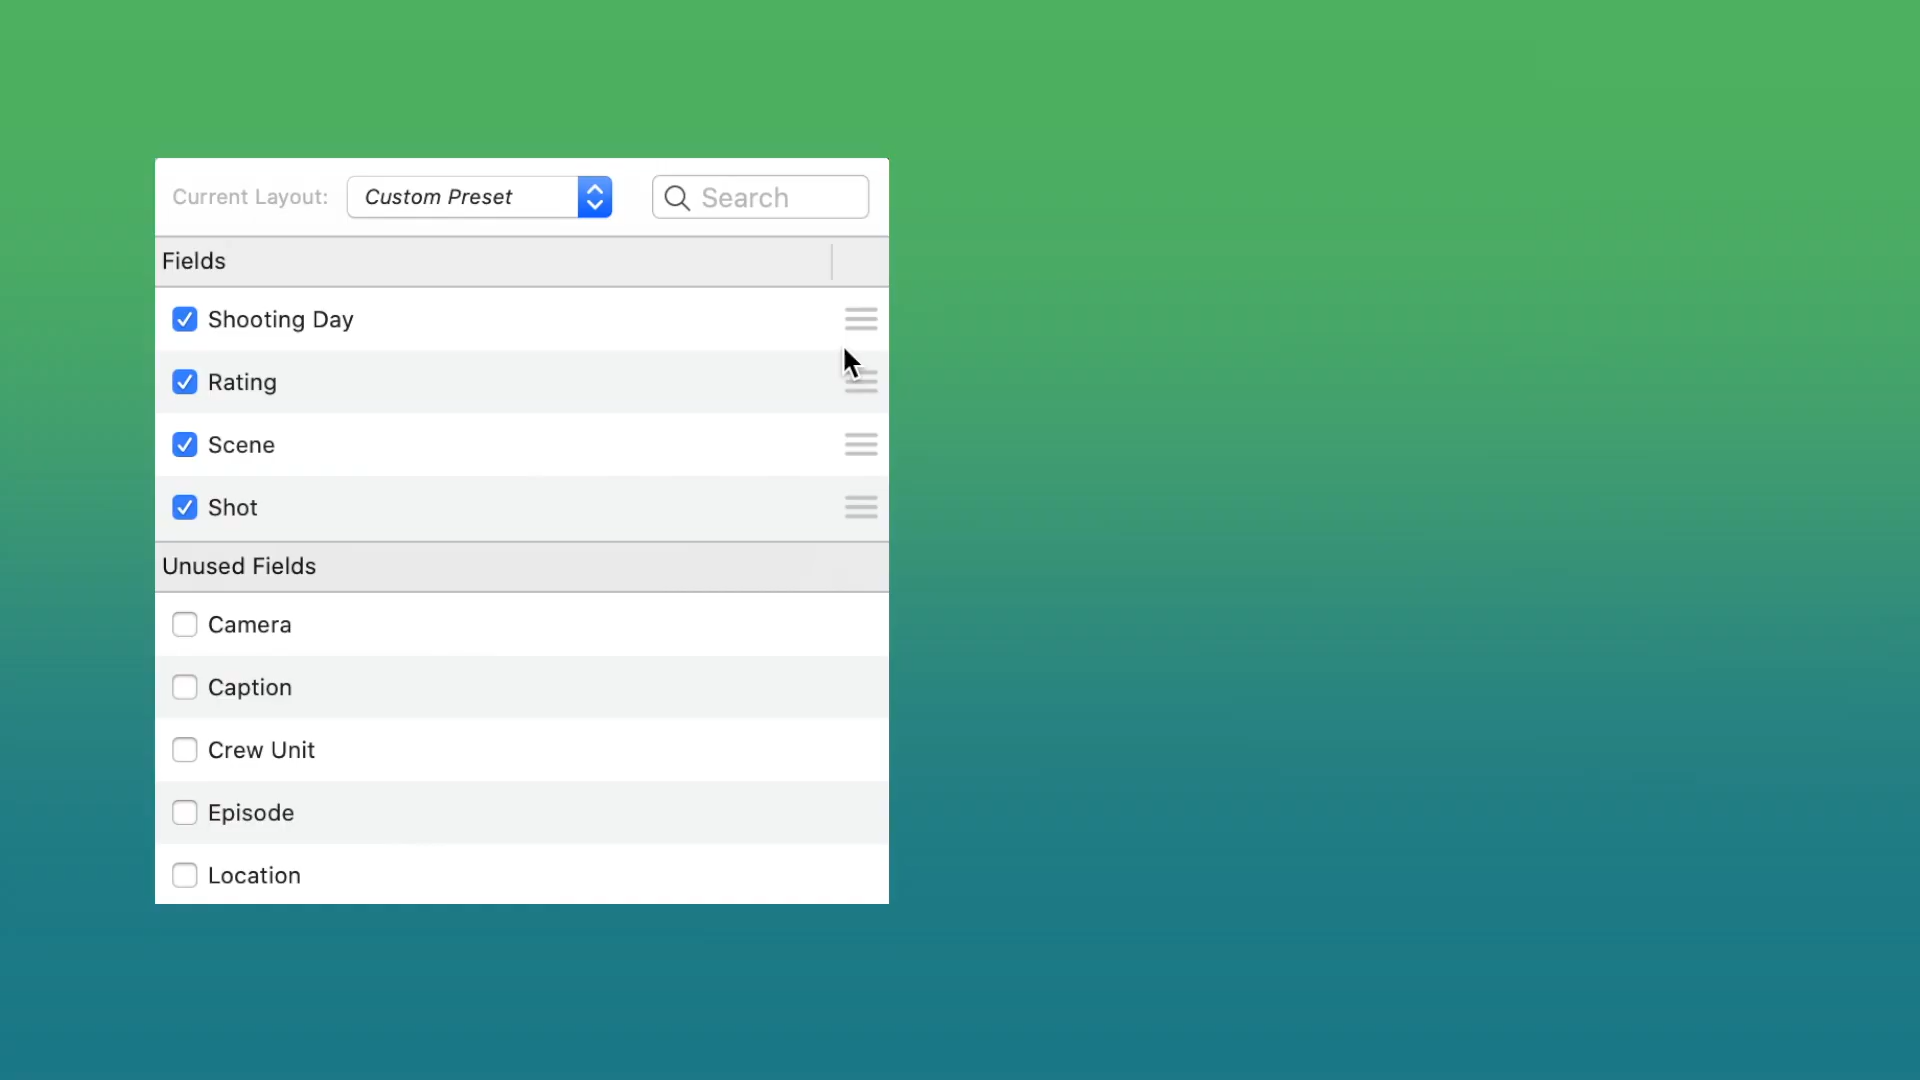 Current Layout: Custom Preset Search
Fields
Shooting Day
Rating
Scene
Shot
Unused Fields
Camera
Caption
Crew Unit
Episode
Location